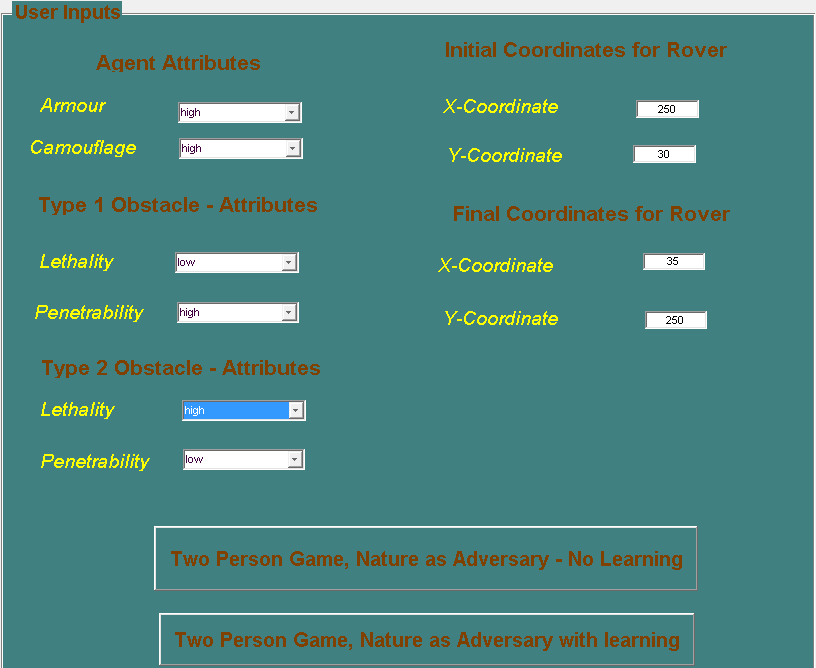 User Inputs
Agent Attributes
Armour high
Camouflage high
Type 1 Obstacle - Attributes
Lethality low
Penetrability high
Type 2 Obstacle - Attributes
Lethality high
Penetrability low
Initial Coordinates for Rover
X-Coordinate 250
Y-Coordinate 30
Final Coordinates for Rover
X-Coordinate 35
Y-Coordinate 250
Two Person Game, Nature as Adversary - No Learning
Two Person Game, Nature as Adversary with learning